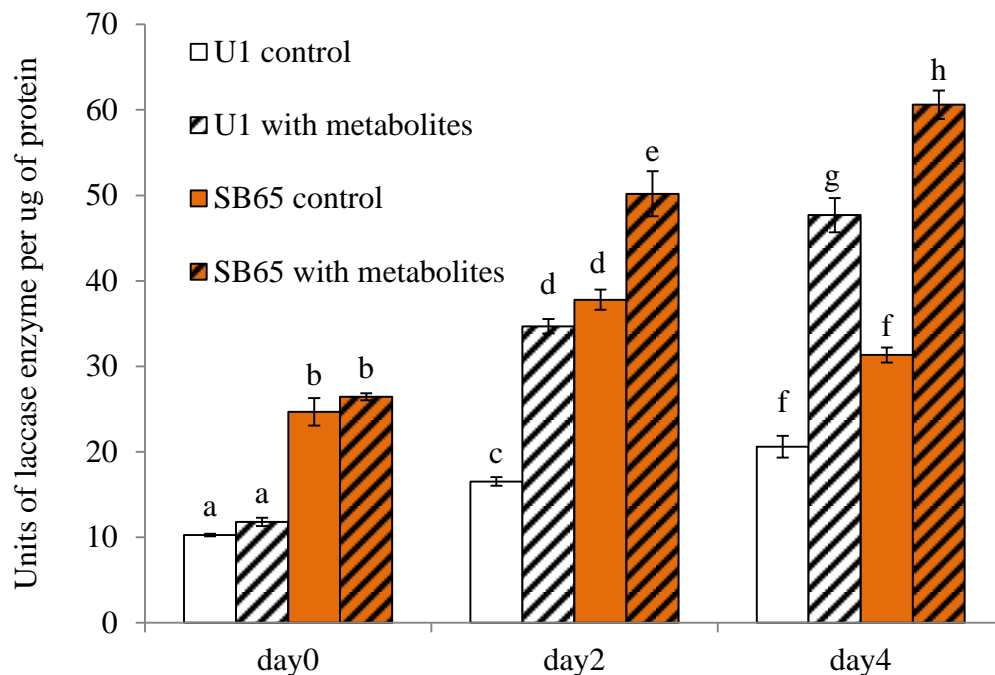 Units of laccase enzyme per ug of protein
70
60
50
40
30
20
10
0
U1 control
U1 with metabolites
SB65 control
SB65 with metabolites
a
a
b
b
c
d
d
e
f
g
f
h
day0
day2
day4